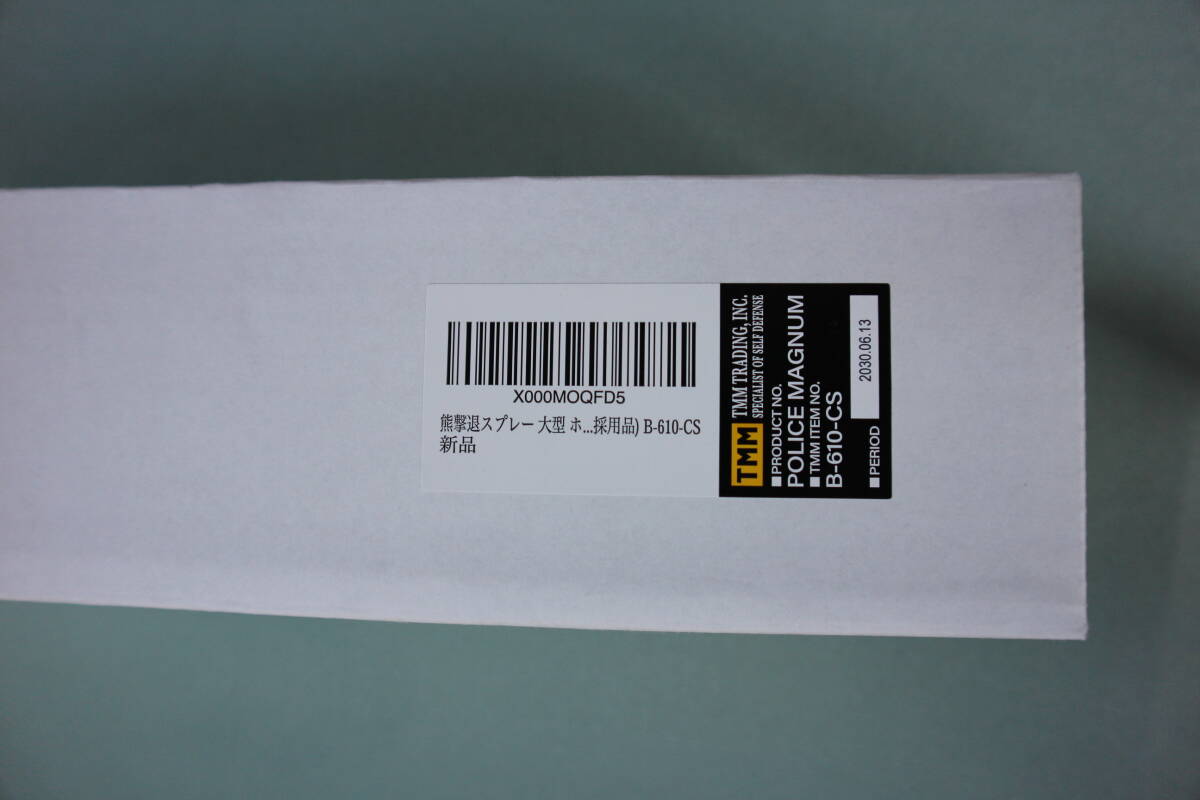 X000MOQFD5
熊撃退スプレー 大型 ホ...採用品) B-610-CS
新品
TMM
TMM TRADING, INC.
SPECIALIST OF SELF DEFENSE
■PRODUCT NO.
POLICE MAGNUM
■TMM ITEM NO.
B-610-CS
■PERIOD 2030.06.13